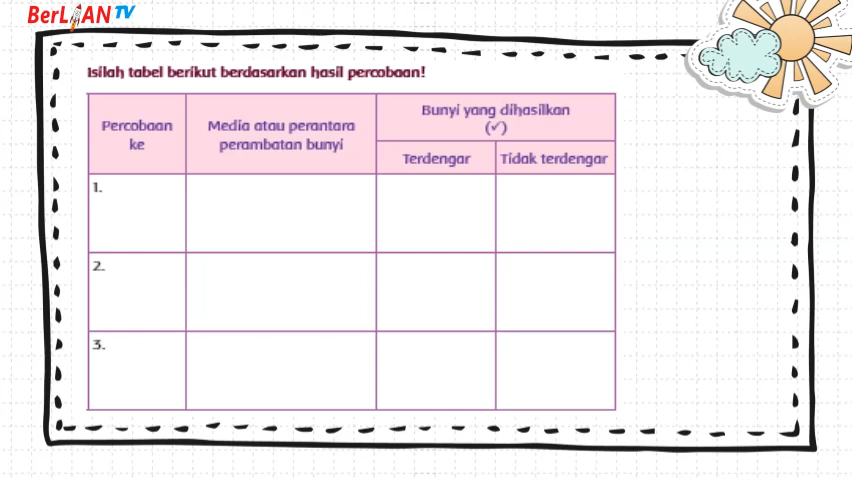 BerLIAN TV
Isilah tabel berikut berdasarkan hasil percobaan!
Percobaan ke
Media atau perantara perambatan bunyi
Bunyi yang dihasilkan (✓)
Terdengar
Tidak terdengar
1.
2.
3.